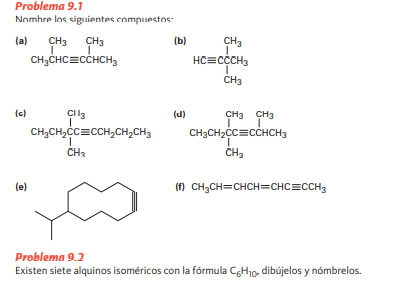 Problema 9.1
Nombre los siguientes compuestos:
(a) CH3 CH3
CH3CHC≡CCHCH3
(b) CH3
HC≡CCCH3
CH3
(c) CH3
CH3CH2CC≡CCH2CH2CH3
CH3
(d) CH3 CH3
CH3CH2CC≡CCHCH3
CH3
(e)
(f) CH3CH=CHCH=CHC≡CCH3
Problema 9.2
Existen siete alquinos isoméricos con la fórmula C6H10, dibújelos y nómbrelos.